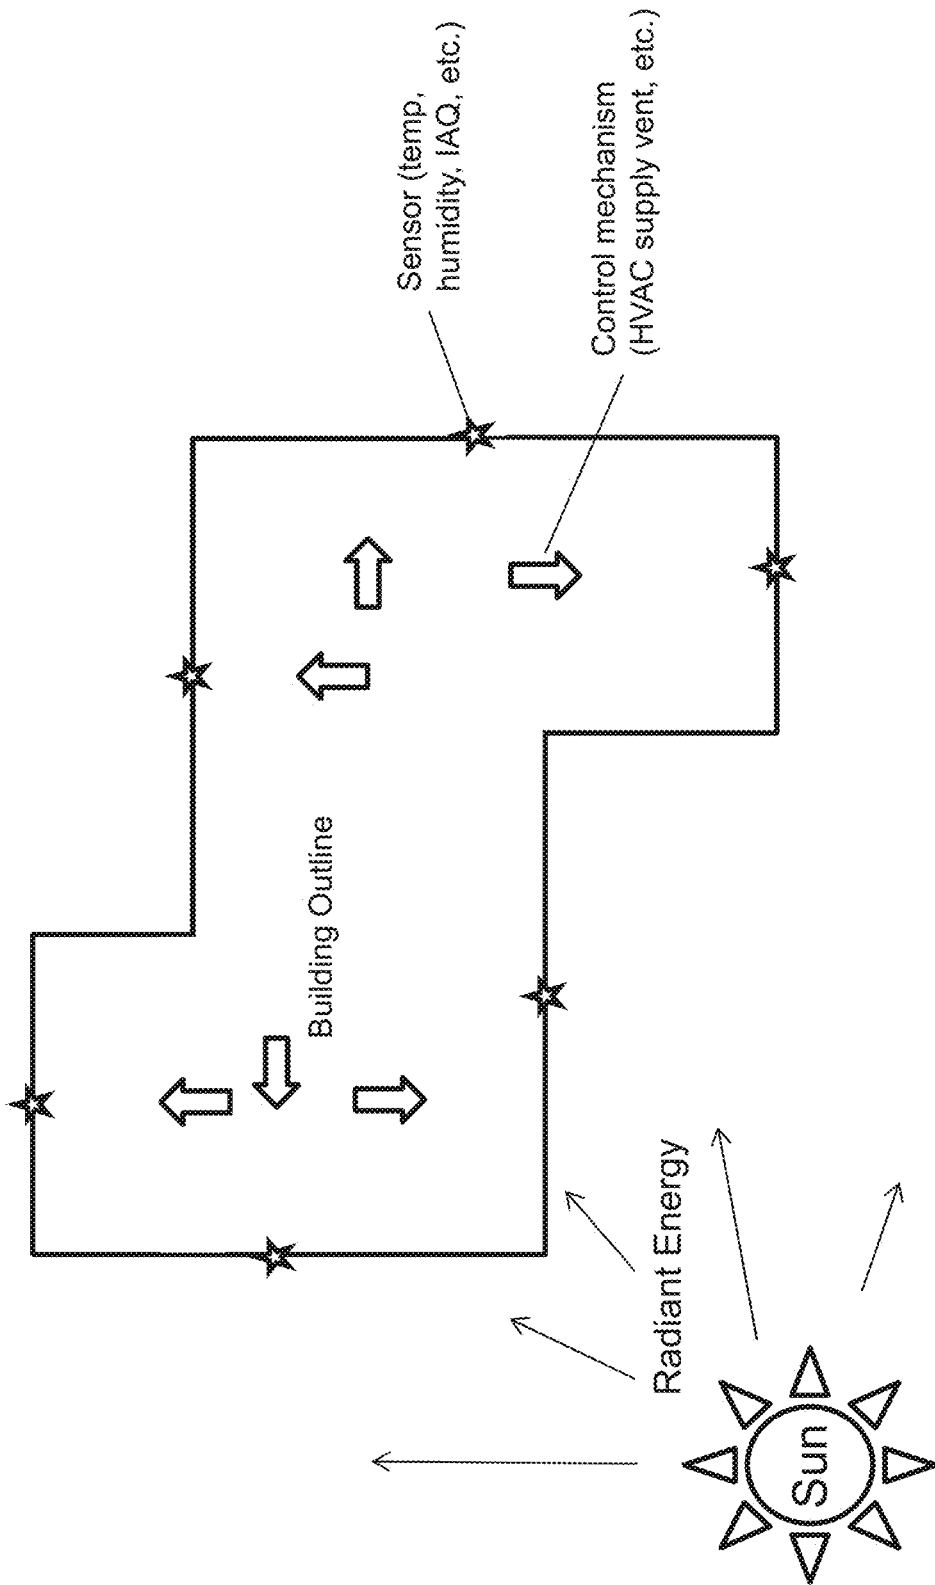 Sensor (temp,
humidity, IAQ, etc.)
Control mechanism
(HVAC supply vent, etc.)
Building Outline
Radiant Energy
Sun